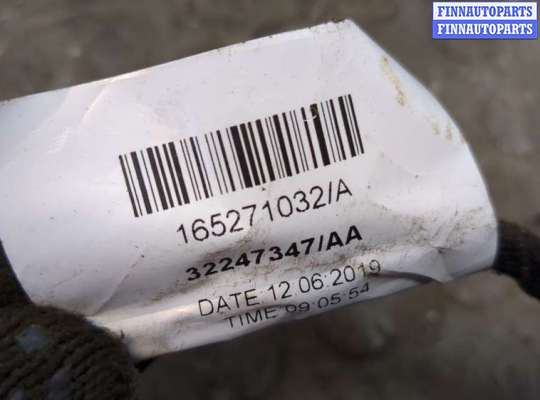 FINNAUTOPARTS
FINNAUTOPARTS
165271032/A
32247347/AA
DATE 12.06.2019
TIME 09:05:54